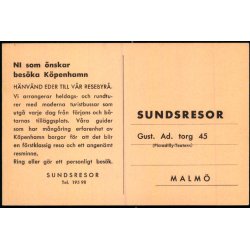 NI som önskar
besöka Köpenhamn
HÄNVÄND EDER TILL VÅR RESEBYRÅ.
Vi arrangerar heldags- och rundtu-
rer med moderna turistbussar som
utgå varje dag från färjans och båt-
tarnas tilläggsplats. Våra guider
som har mångårig erfarenhet av
Köpenhamn borgar för att det blir
en förstklassig resa och ett angenämt
resminne.
Ring eller gör ett personligt besök.
SUNDSRESOR
Tel. 195 98
SUNDSRESOR
Gust. Ad. torg 45
(Piccadilly-Teatern)
MALMÖ